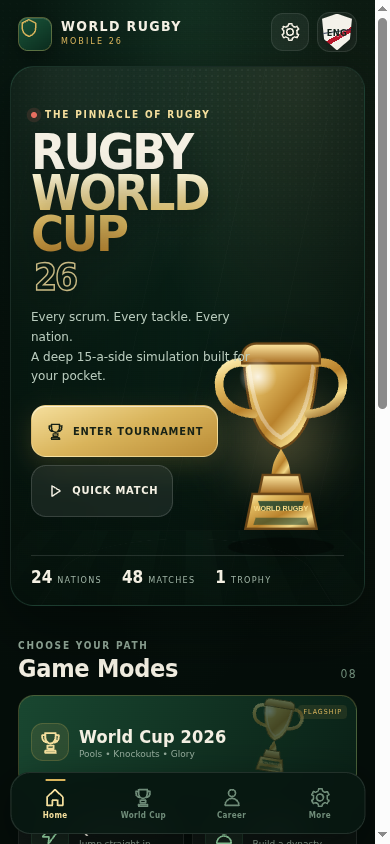 WORLD RUGBY
MOBILE 26
ENG
THE PINNACLE OF RUGBY
RUGBY
WORLD
CUP
26
Every scrum. Every tackle. Every
nation.
A deep 15-a-side simulation built for
your pocket.
ENTER TOURNAMENT
QUICK MATCH
WORLD RUGBY
24 NATIONS 48 MATCHES 1 TROPHY
CHOOSE YOUR PATH
Game Modes 08
FLAGSHIP
World Cup 2026
Pools • Knockouts • Glory
Home World Cup Career More